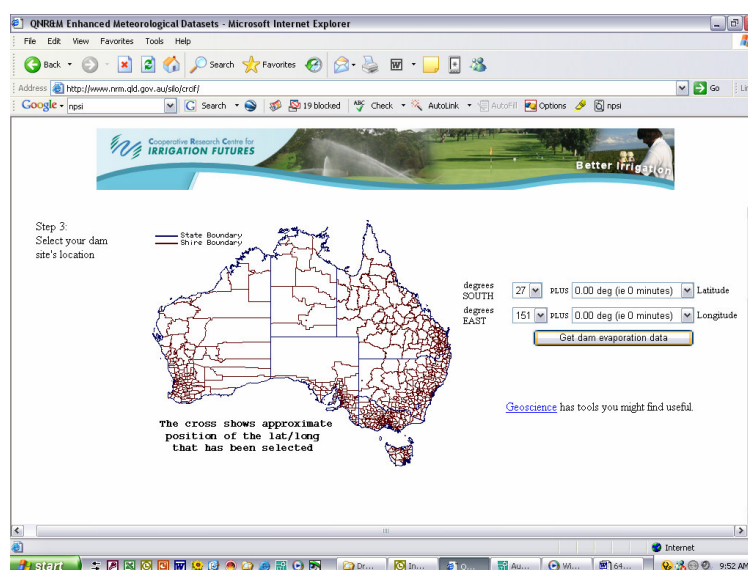 QNR&M Enhanced Meteorological Datasets - Microsoft Internet Explorer
File Edit View Favorites Tools Help
Back Search Favorites
Address http://www.nrm.qld.gov.au/silo/crcif/ Go
Google npsi Search 19 blocked Check AutoLink AutoFill Options npsi
Cooperative Research Centre for
IRRIGATION FUTURES
Better Irrigation
Step 3:
Select your dam
site's location
State Boundary
Shire Boundary
degrees
SOUTH 27 PLUS 0.00 deg (ie 0 minutes) Latitude
degrees
EAST 151 PLUS 0.00 deg (ie 0 minutes) Longitude
Get dam evaporation data
Geoscience has tools you might find useful.
The cross shows approximate
position of the lat/long
that has been selected
Internet
start Dr... In... Au... Wi... 64... 9:52 AM